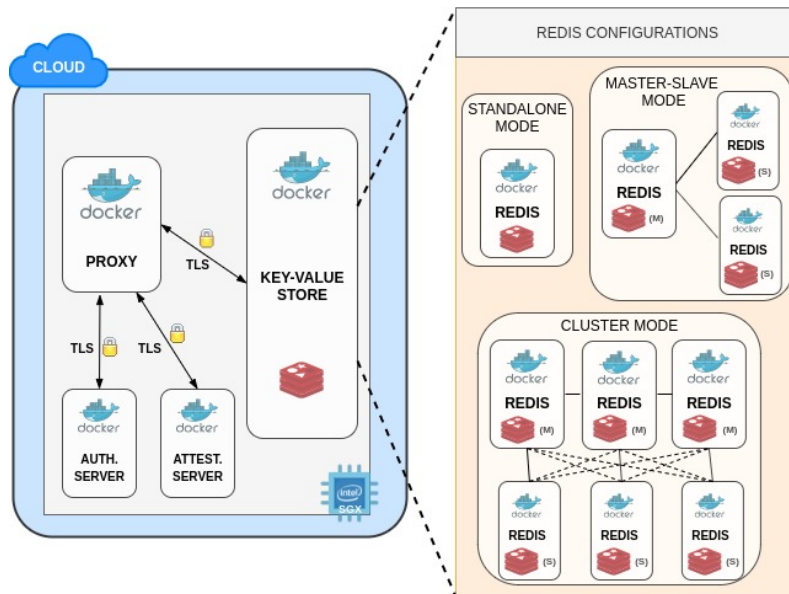 CLOUD
docker
PROXY
TLS
TLS
TLS
docker
AUTH.
SERVER
docker
ATTEST.
SERVER
docker
KEY-VALUE
STORE
intel
SGX
REDIS CONFIGURATIONS
STANDALONE
MODE
docker
REDIS
MASTER-SLAVE
MODE
docker
REDIS
(M)
docker
REDIS
(S)
docker
REDIS
(S)
CLUSTER MODE
docker
REDIS
(M)
docker
REDIS
(M)
docker
REDIS
(M)
docker
REDIS
(S)
docker
REDIS
(S)
docker
REDIS
(S)